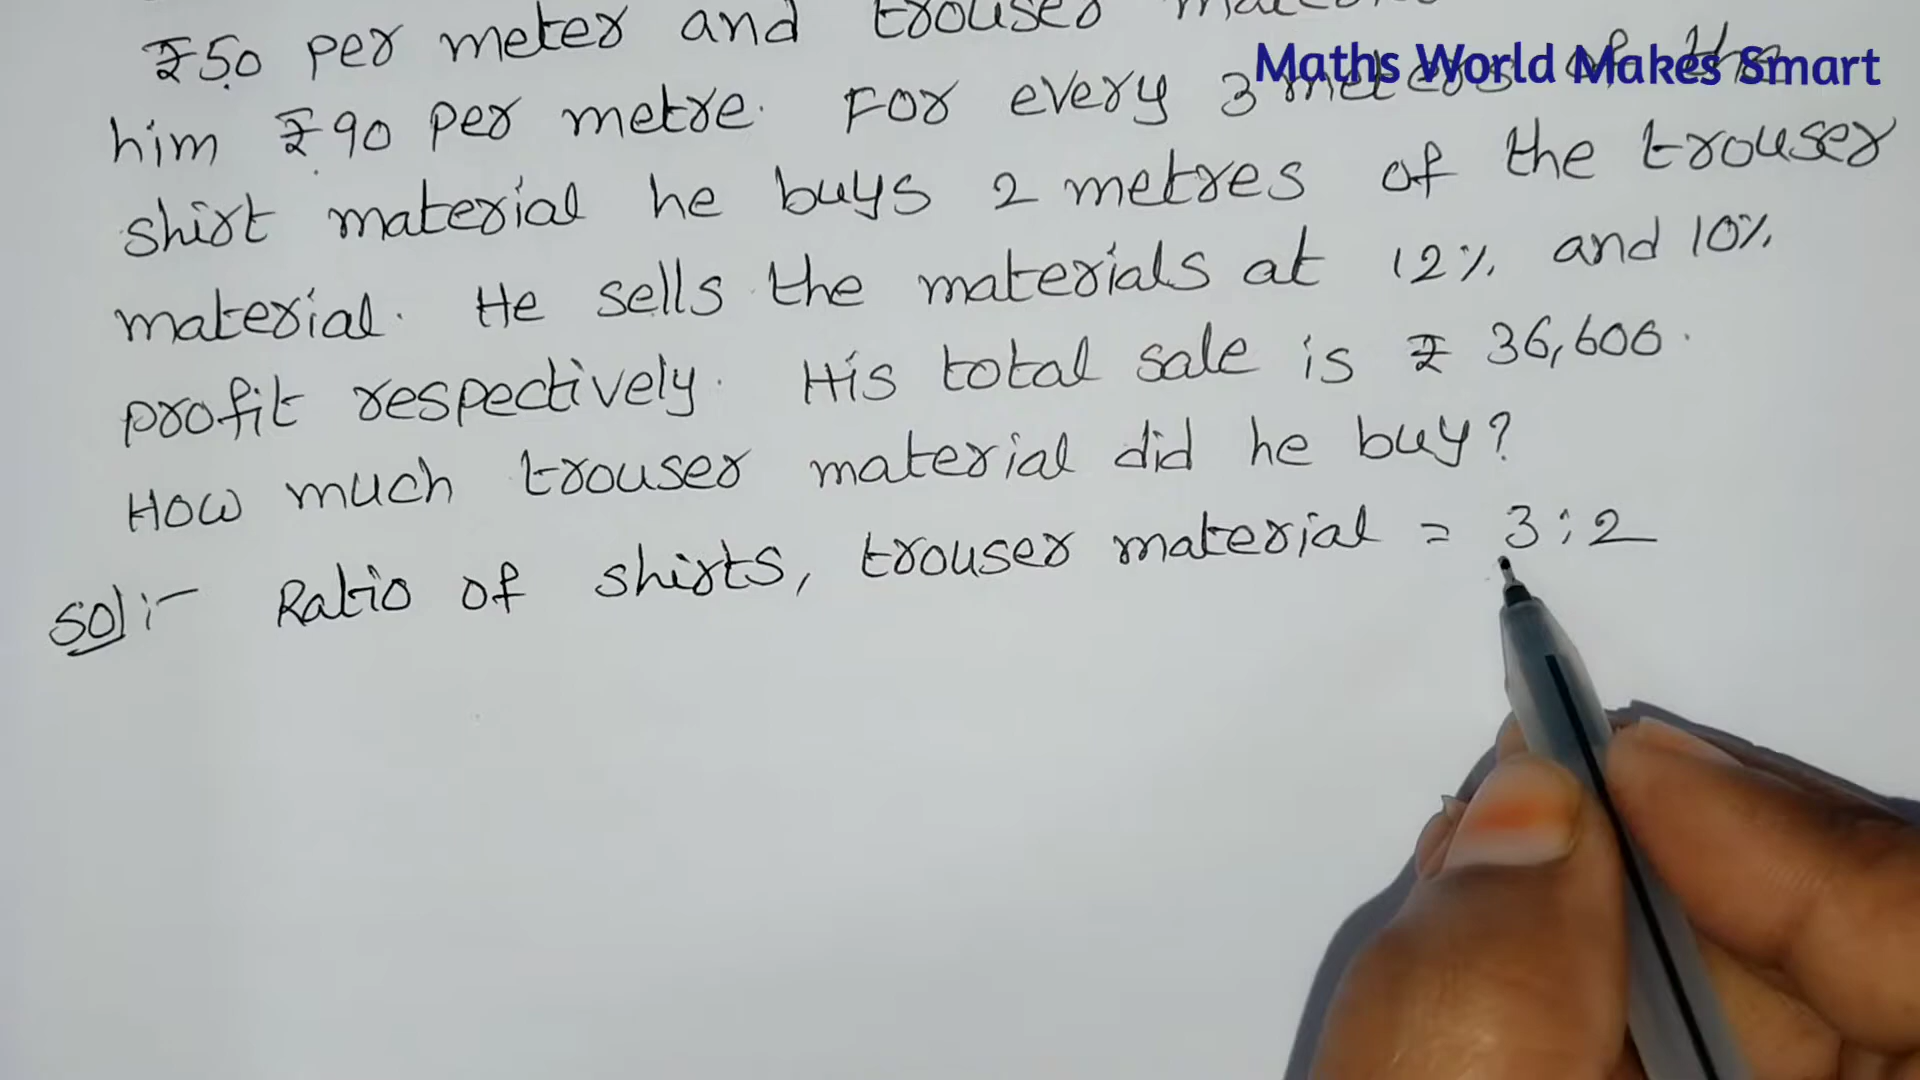 ₹50 per meter and trouser
Maths World Makes Smart
him ₹90 per metre. For every 3 meters of the
shirt material he buys 2 metres of the trouser
material. He sells the materials at 12% and 10%
profit respectively. His total sale is ₹ 36,600.
How much trouser material did he buy?
Sol:- Ratio of shirts, trouser material = 3:2